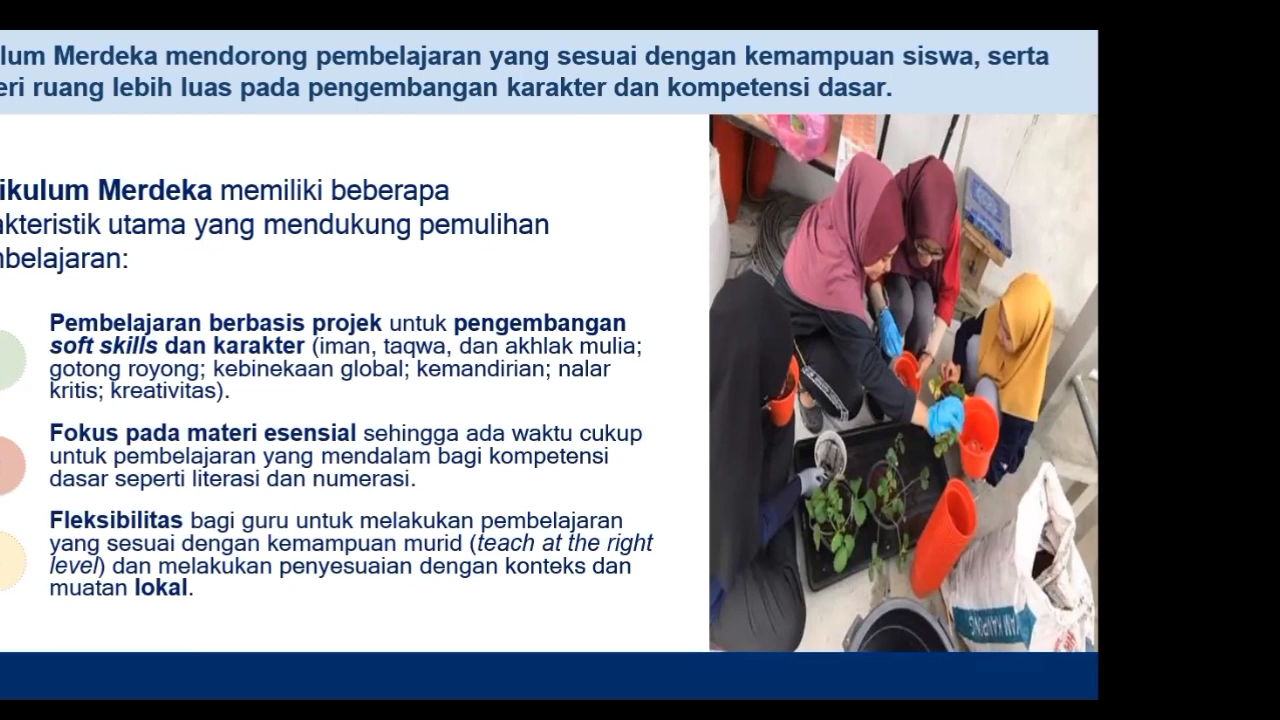 lum Merdeka mendorong pembelajaran yang sesuai dengan kemampuan siswa, serta
eri ruang lebih luas pada pengembangan karakter dan kompetensi dasar.
ikulum Merdeka memiliki beberapa
akteristik utama yang mendukung pemulihan
belajaran:
Pembelajaran berbasis projek untuk pengembangan
soft skills dan karakter (iman, taqwa, dan akhlak mulia;
gotong royong; kebinekaan global; kemandirian; nalar
kritis; kreativitas).
Fokus pada materi esensial sehingga ada waktu cukup
untuk pembelajaran yang mendalam bagi kompetensi
dasar seperti literasi dan numerasi.
Fleksibilitas bagi guru untuk melakukan pembelajaran
yang sesuai dengan kemampuan murid (teach at the right
level) dan melakukan penyesuaian dengan konteks dan
muatan lokal.